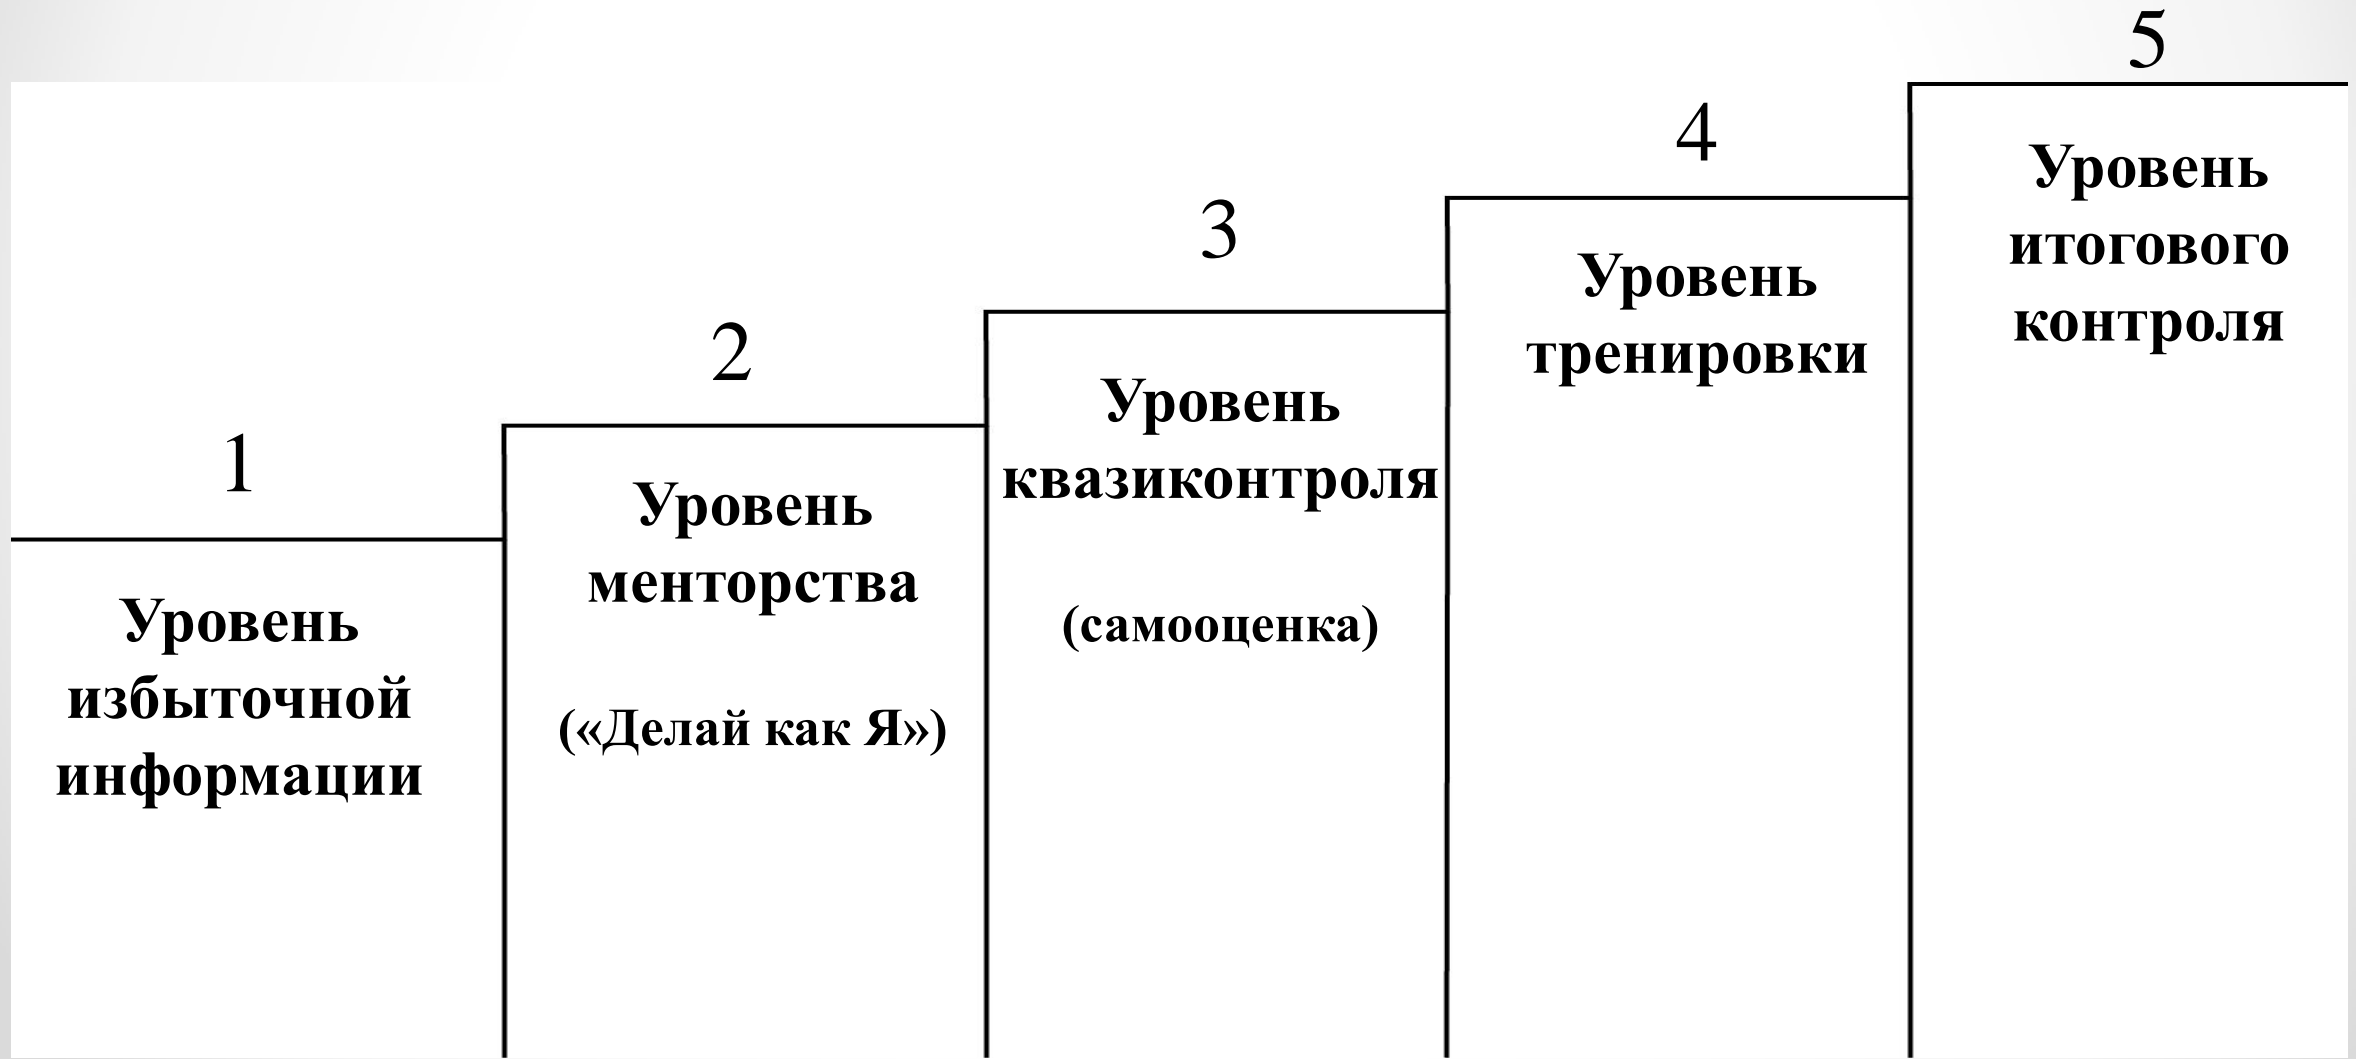 1
Уровень
избыточной
информации
2
Уровень
менторства
(«Делай как Я»)
3
Уровень
квазиконтроля
(самооценка)
4
Уровень
тренировки
5
Уровень
итогового
контроля